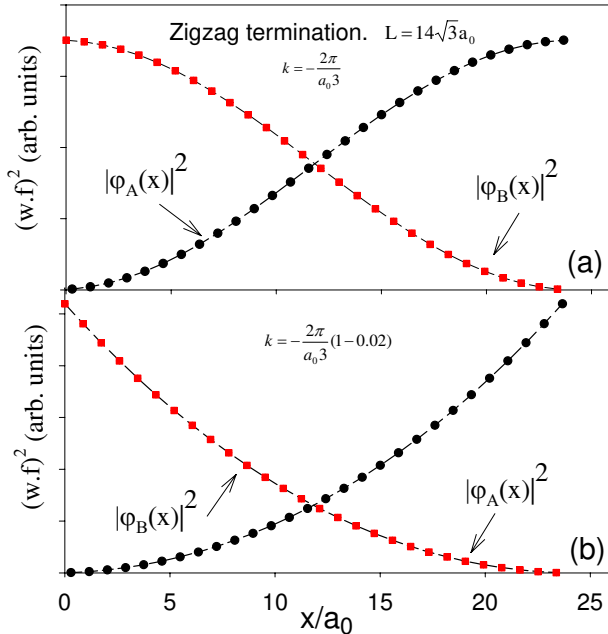 Zigzag termination. L = 14√3a₀
k = -2π/a₀3
(w.f)² (arb. units)
|φ_A(x)|²
|φ_B(x)|²
(a)
k = -2π/a₀3 (1-0.02)
(w.f)² (arb. units)
|φ_B(x)|²
|φ_A(x)|²
(b)
0 5 10 15 20 25
x/a₀